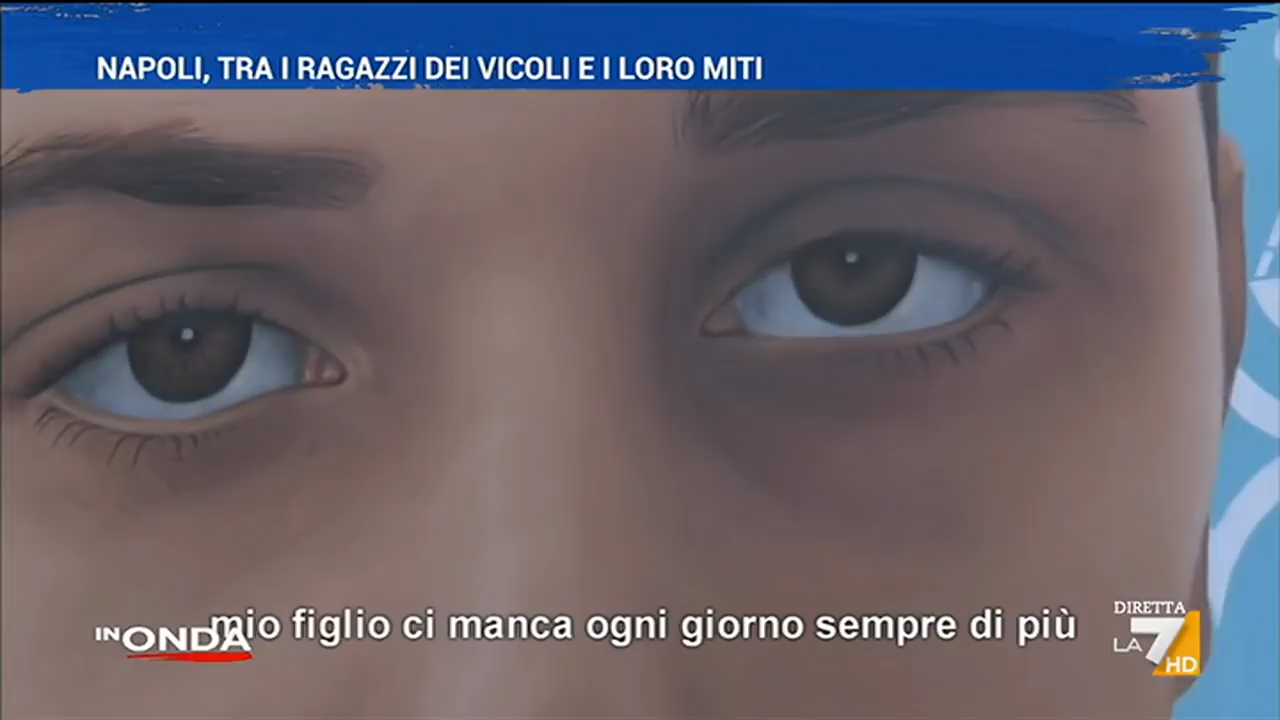 NAPOLI, TRA I RAGAZZI DEI VICOLI E I LORO MITI
mio figlio ci manca ogni giorno sempre di più
IN ONDA
DIRETTA
LA 7 HD